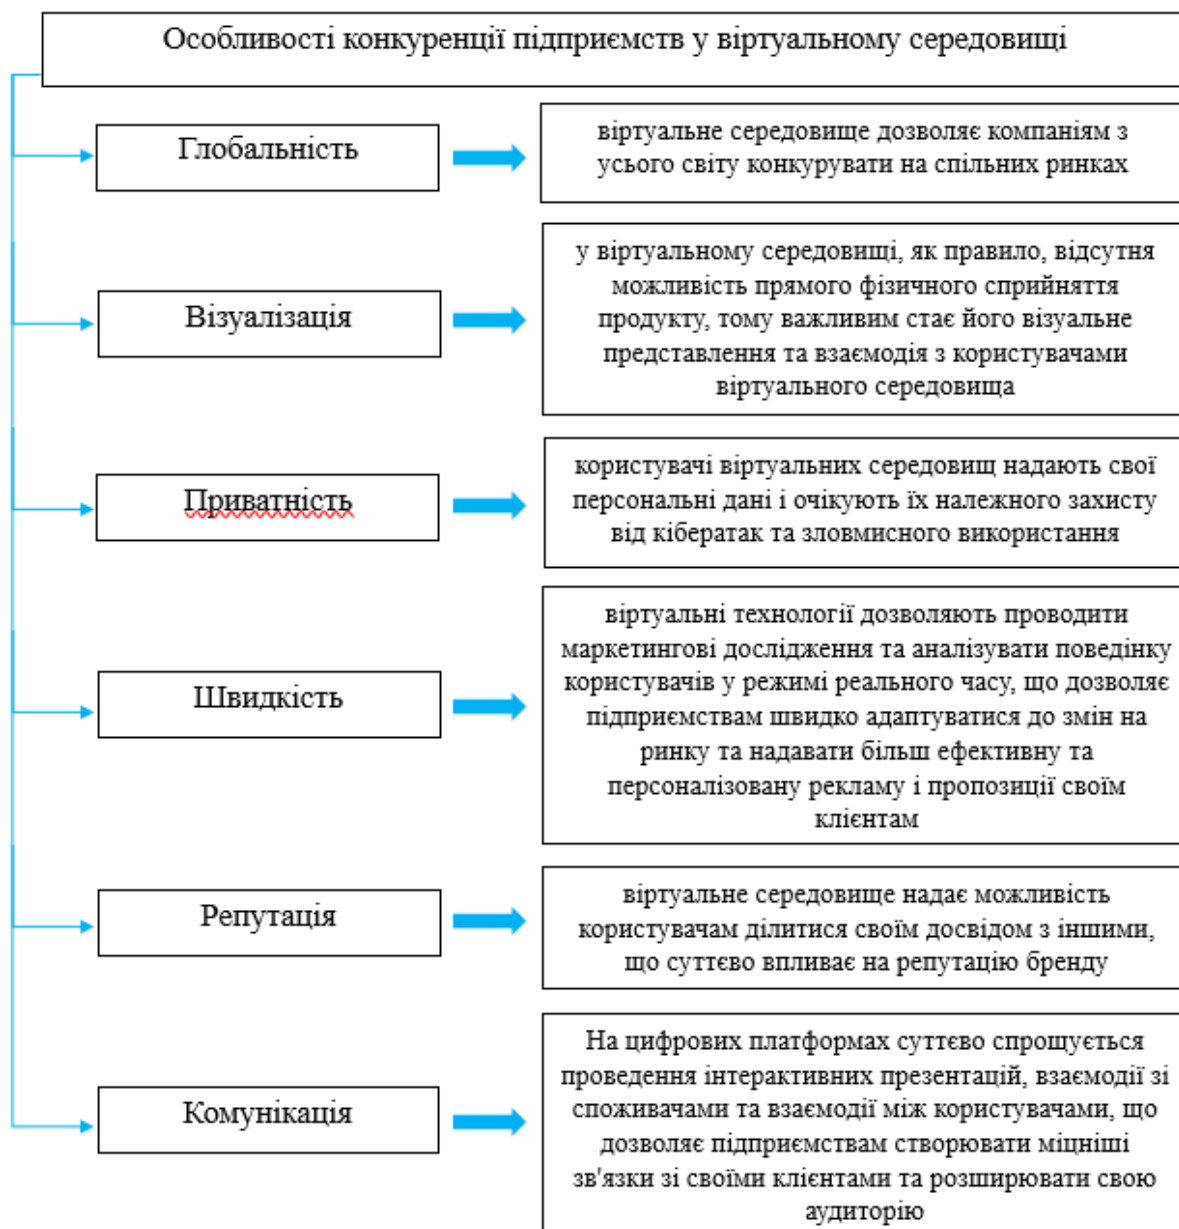 Особливості конкуренції підприємств у віртуальному середовищі
Глобальність
віртуальне середовище дозволяє компаніям з
усього світу конкурувати на спільних ринках
Візуалізація
у віртуальному середовищі, як правило, відсутня
можливість прямого фізичного сприйняття
продукту, тому важливим стає його візуальне
представлення та взаємодія з користувачами
віртуального середовища
Приватність
користувачі віртуальних середовищ надають свої
персональні дані і очікують їх належного захисту
від кібератак та зловмисного використання
Швидкість
віртуальні технології дозволяють проводити
маркетингові дослідження та аналізувати поведінку
користувачів у режимі реального часу, що дозволяє
підприємствам швидко адаптуватися до змін на
ринку та надавати більш ефективну та
персоналізовану рекламу і пропозиції своїм
клієнтам
Репутація
віртуальне середовище надає можливість
користувачам ділитися своїм досвідом з іншими,
що суттєво впливає на репутацію бренду
Комунікація
На цифрових платформах суттєво спрощується
проведення інтерактивних презентацій, взаємодії зі
споживачами та взаємодії між користувачами, що
дозволяє підприємствам створювати міцніші
зв'язки зі своїми клієнтами та розширювати свою
аудиторію